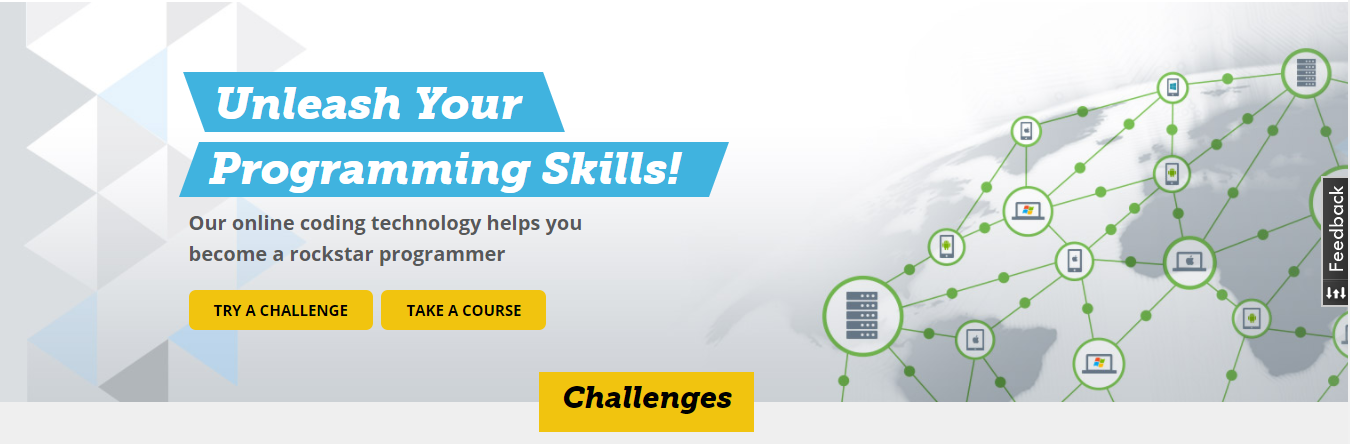 Unleash Your
Programming Skills!
Our online coding technology helps you
become a rockstar programmer
TRY A CHALLENGE
TAKE A COURSE
Challenges
Feedback